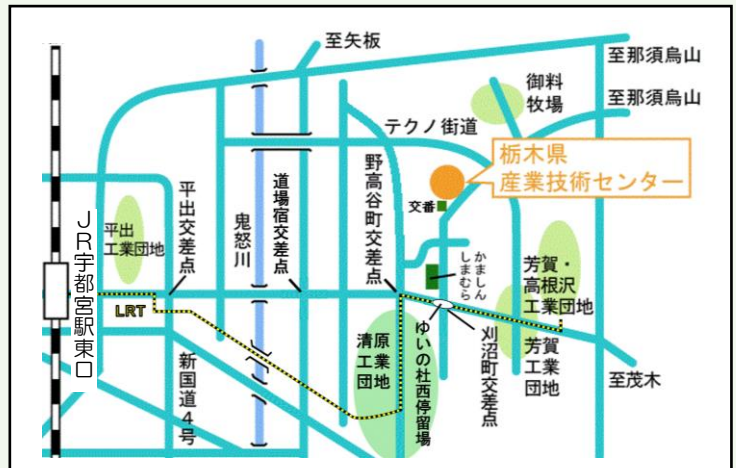 至矢板
至那須烏山
御料
牧場
至那須烏山
テクノ街道
栃木県
産業技術センター
交番
野高谷町交差点
道場宿交差点
鬼怒川
平出交差点
平出
工業団地
JR宇都宮駅東口
LRT
かましん
しまむら
芳賀・
高根沢
工業団地
清原
工業
団地
ゆいの杜西停留場
刈沼町交差点
芳賀
工業
団地
新国道4号
至茂木